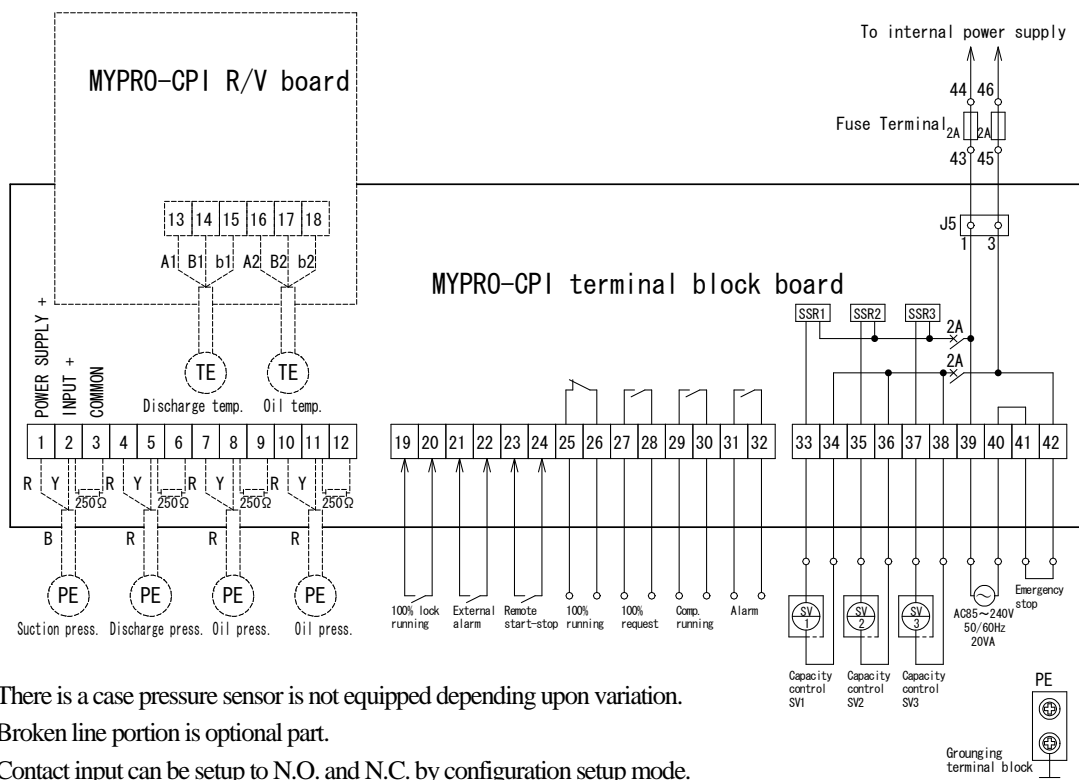 To internal power supply
MYPRO-CPI R/V board
44 46
Fuse Terminal
2A 2A
43 45
13 14 15 16 17 18
J5
1 3
A1 B1 b1 A2 B2 b2
MYPRO-CPI terminal block board
SSR1 SSR2 SSR3
2A
2A
POWER SUPPLY +
INPUT +
COMMON
TE TE
Discharge temp. Oil temp.
1 2 3 4 5 6 7 8 9 10 11 12
19 20 21 22 23 24 25 26 27 28 29 30 31 32
33 34 35 36 37 38 39 40 41 42
R Y R Y R Y R Y
250Ω 250Ω 250Ω 250Ω
B R R R
PE PE PE PE
Suction press. Discharge press. Oil press. Oil press.
100% lock running
External alarm
Remote start-stop
100% running
100% request
Comp. running
Alarm
SV 1
SV 2
SV 3
AC85~240V
50/60Hz
20VA
Emergency stop
Capacity control SV1
Capacity control SV2
Capacity control SV3
PE
Grounging terminal block
There is a case pressure sensor is not equipped depending upon variation.
Broken line portion is optional part.
Contact input can be setup to N.O. and N.C. by configuration setup mode.